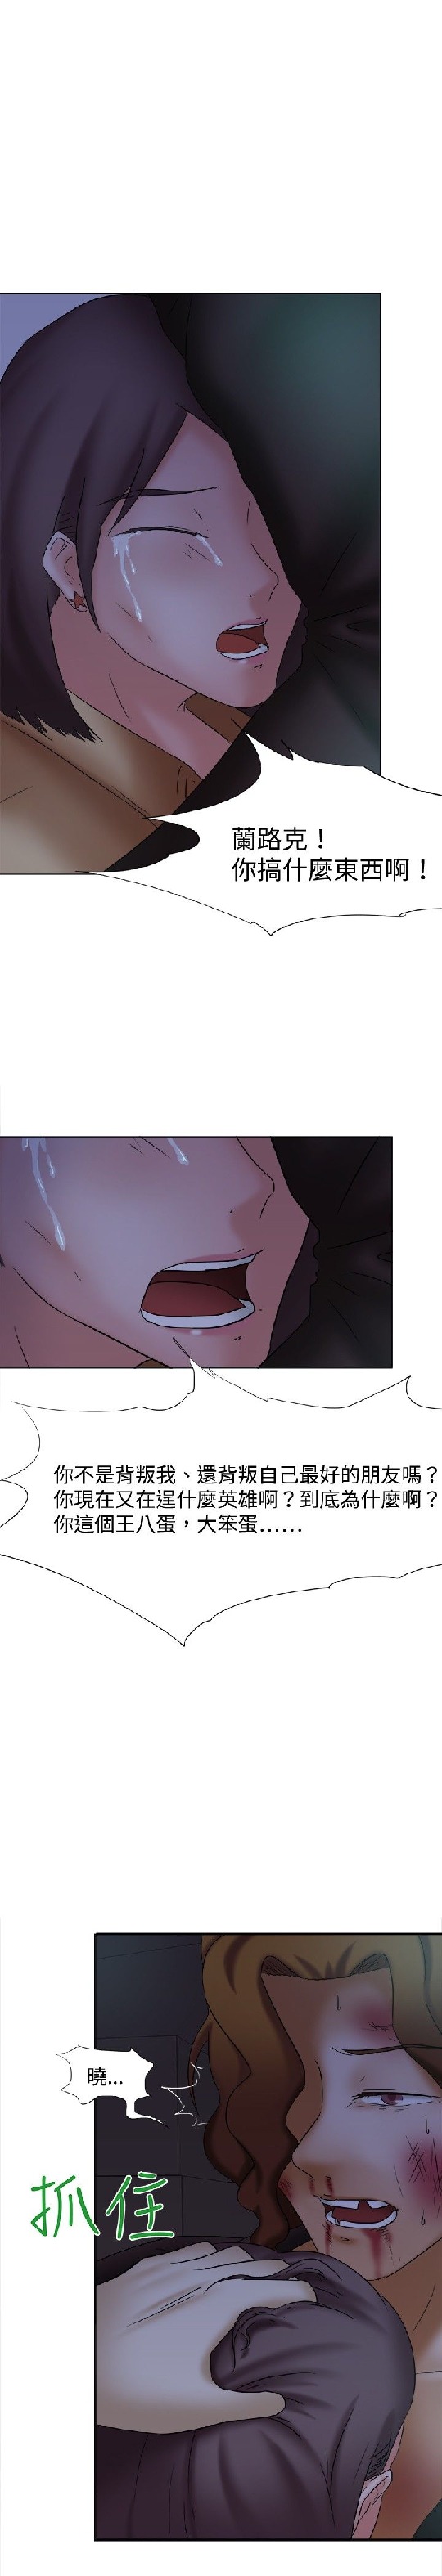 蘭路克！
你搞什麼東西啊！
你不是背叛我、還背叛自己最好的朋友嗎？
你現在又在逞什麼英雄啊？到底為什麼啊？
你這個王八蛋，大笨蛋……
曉…
抓住